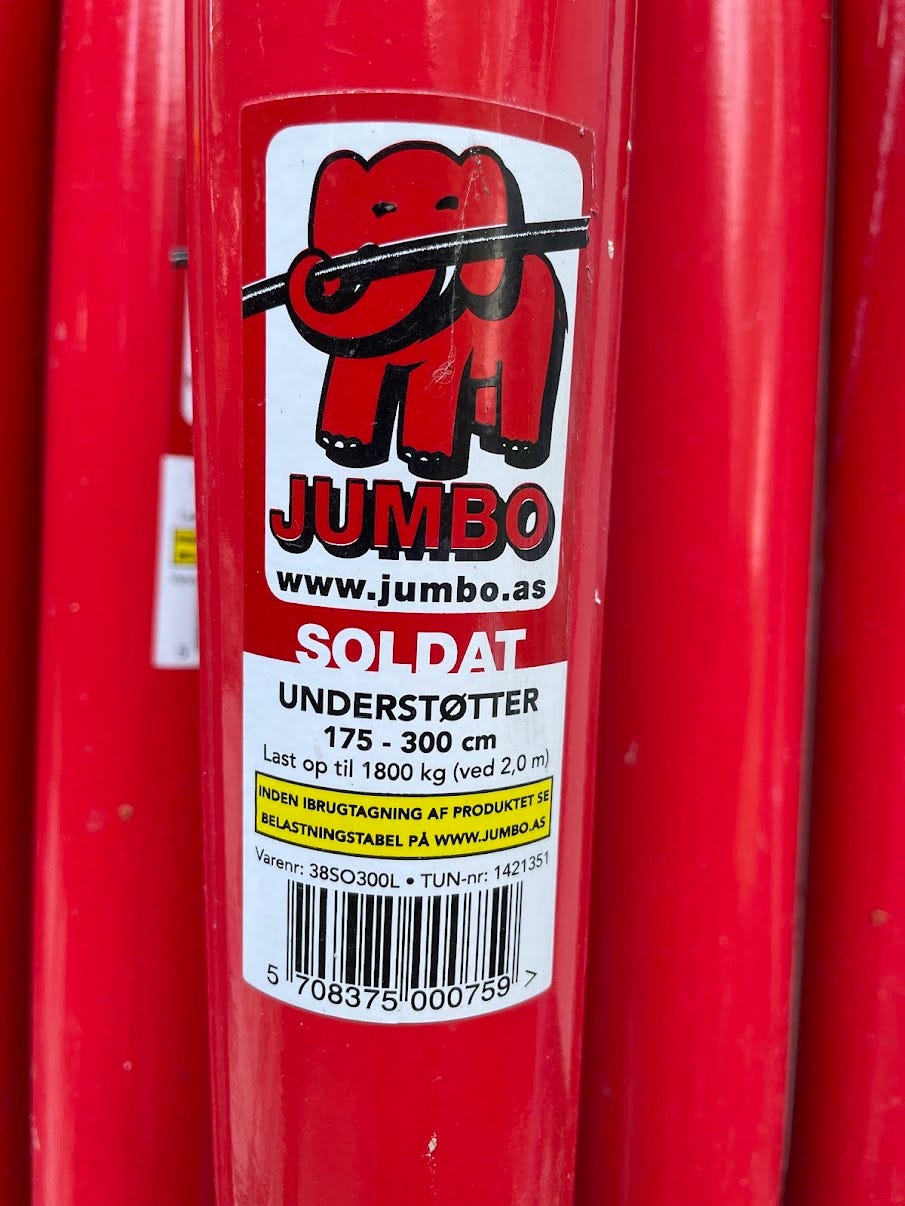 JUMBO
www.jumbo.as
SOLDAT
UNDERSTØTTER
175 - 300 cm
Last op til 1800 kg (ved 2,0 m)
INDEN IBRUGTAGNING AF PRODUKTET SE
BELASTNINGSTABEL PÅ WWW.JUMBO.AS
Varenr: 38SO300L • TUN-nr: 1421351
5 708375 000759 >